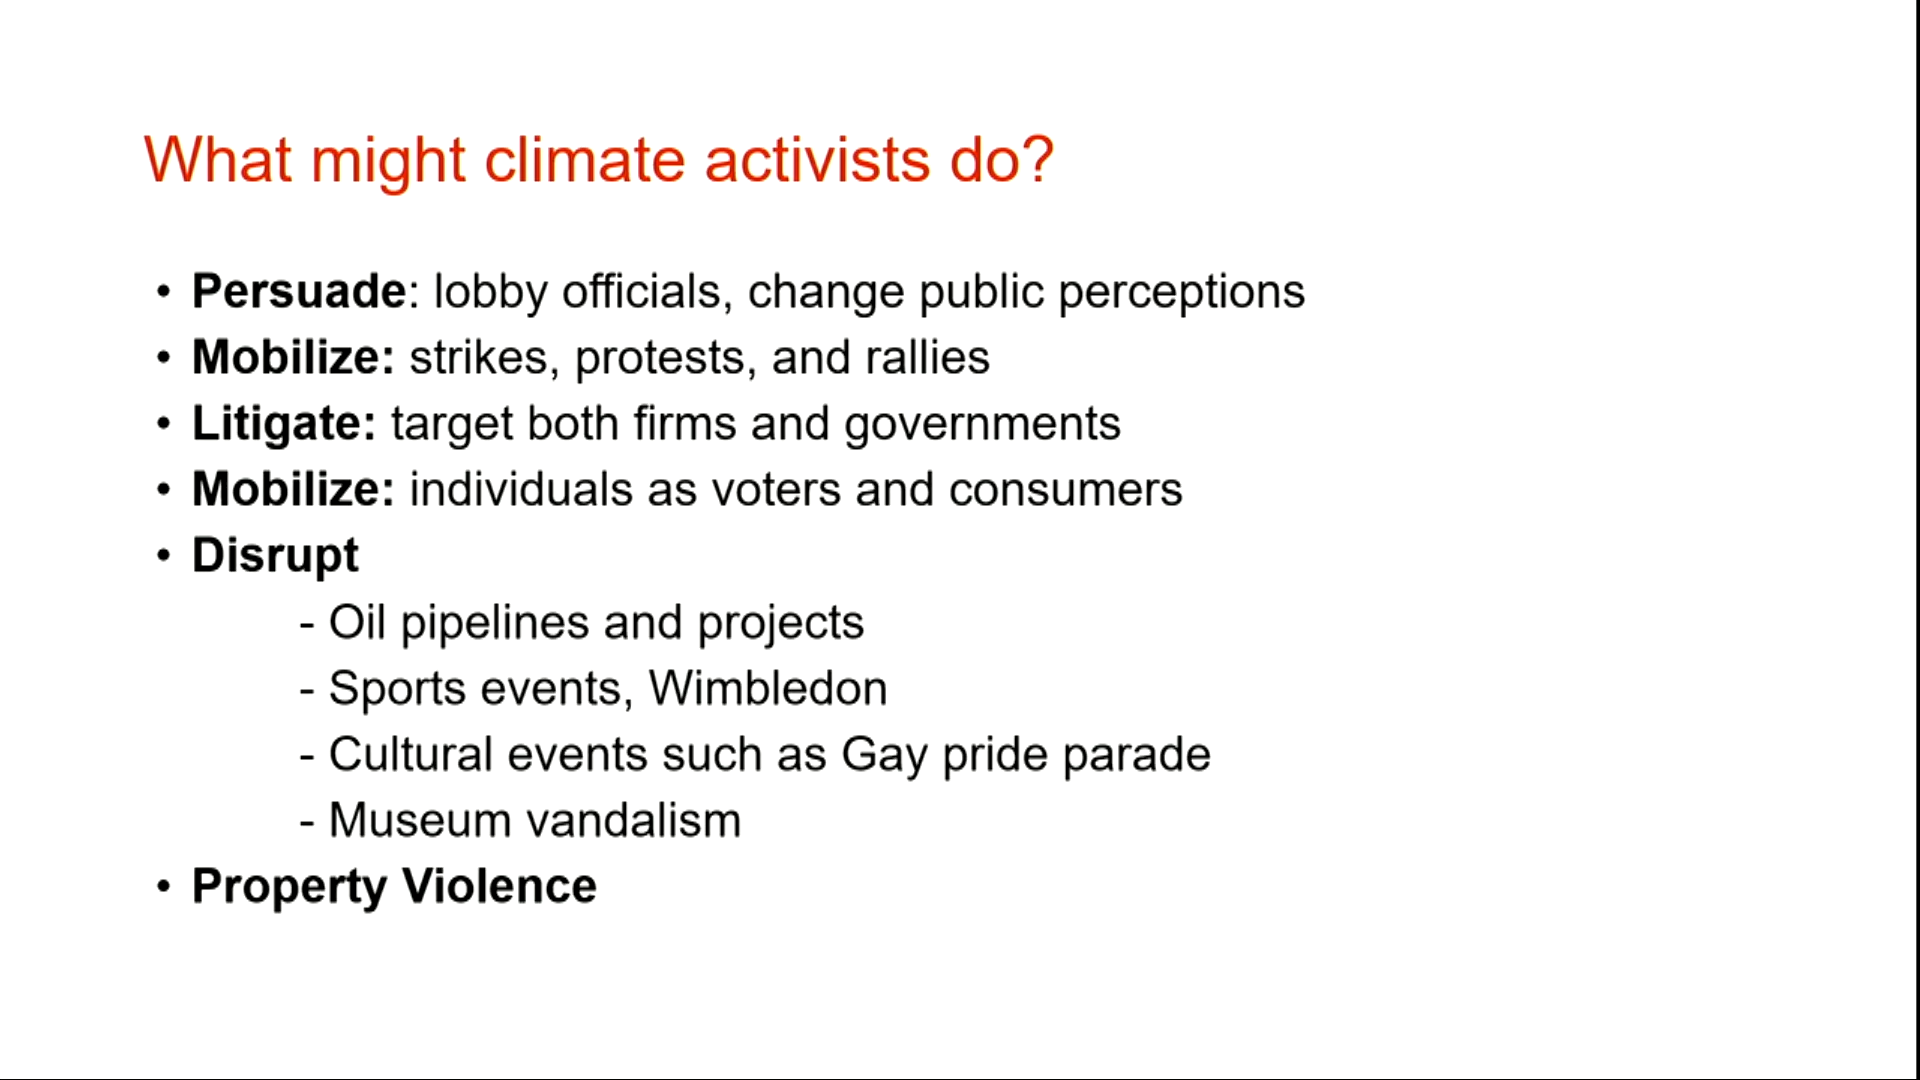 What might climate activists do?
• Persuade: lobby officials, change public perceptions
• Mobilize: strikes, protests, and rallies
• Litigate: target both firms and governments
• Mobilize: individuals as voters and consumers
• Disrupt
- Oil pipelines and projects
- Sports events, Wimbledon
- Cultural events such as Gay pride parade
- Museum vandalism
• Property Violence